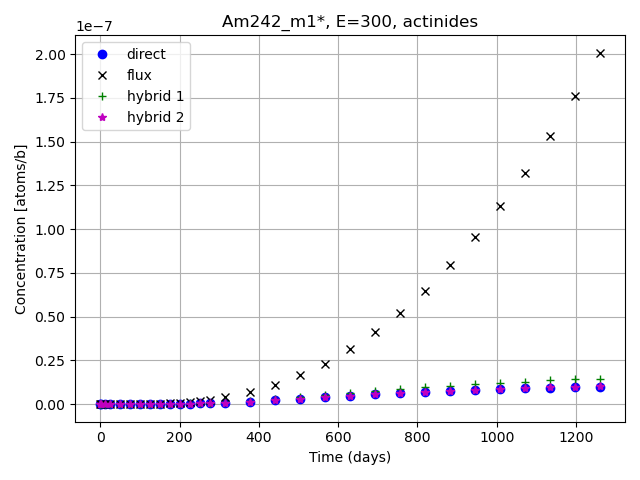 Am242_m1*, E=300, actinides
1e−7
2.00
1.75
1.50
1.25
1.00
0.75
0.50
0.25
0.00
Concentration [atoms/b]
direct
flux
hybrid 1
hybrid 2
0 200 400 600 800 1000 1200
Time (days)